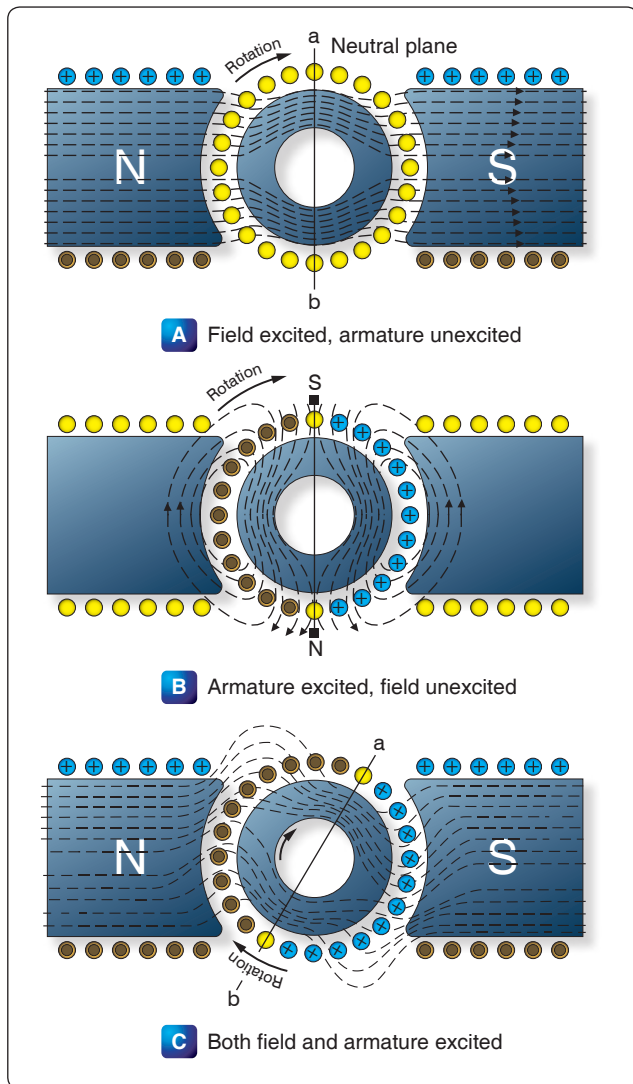 a
Neutral plane
Rotation
N
S
b
A Field excited, armature unexcited
Rotation
S
N
B Armature excited, field unexcited
a
N
S
Rotation
b
C Both field and armature excited